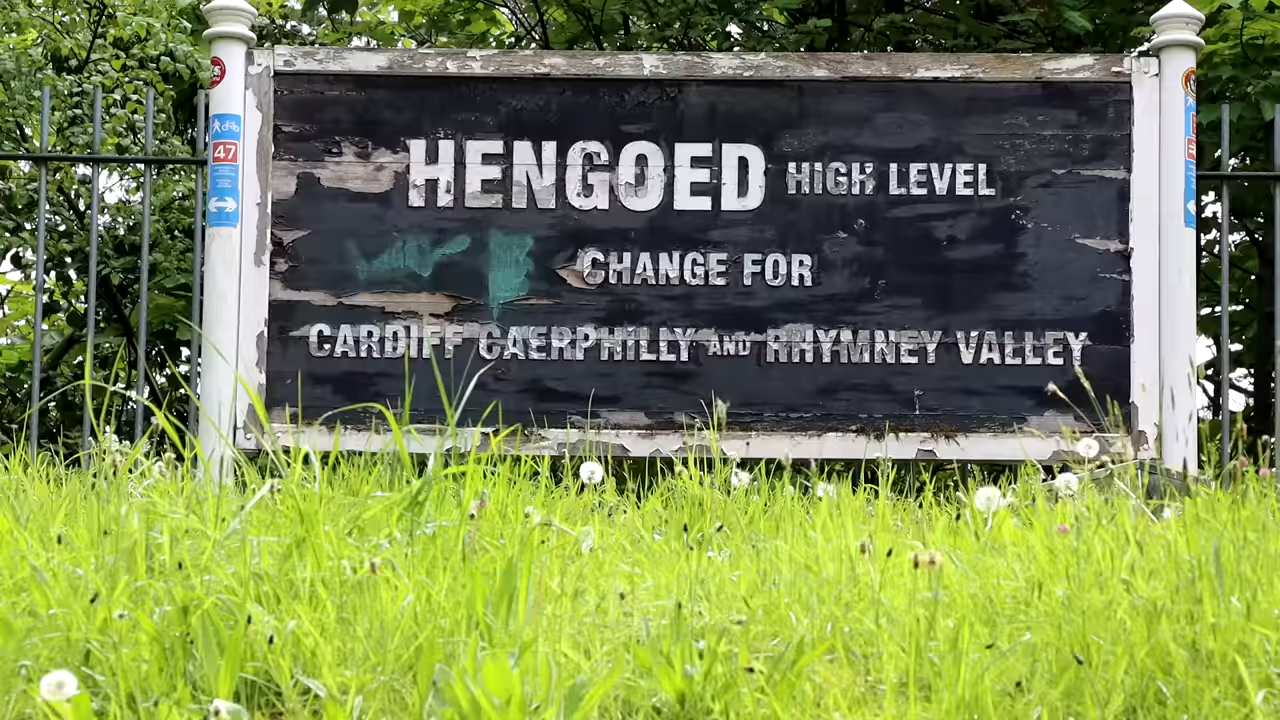 HENGOED HIGH LEVEL
CHANGE FOR
CARDIFF CAERPHILLY AND RHYMNEY VALLEY
47